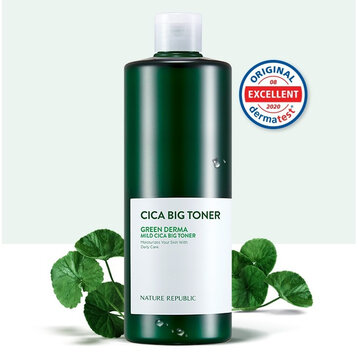 ORIGINAL
08
EXCELLENT
2020
dermatest®
CICA BIG TONER
GREEN DERMA
MILD CICA BIG TONER
Moisturizes Your Skin With
Daily Care.
NATURE REPUBLIC